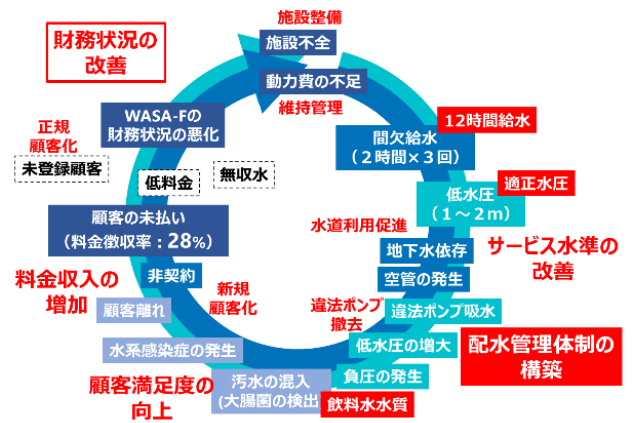 財務状況の
改善
施設整備
施設不全
動力費の不足
維持管理
WASA-Fの
財務状況の悪化
正規
顧客化
未登録顧客
低料金
無収水
間欠給水
（２時間×３回）
12時間給水
低水圧
（１～２ｍ）
適正水圧
顧客の未払い
（料金徴収率：28%）
水道利用促進
地下水依存
サービス水準の
改善
料金収入の
増加
非契約
新規
顧客化
空管の発生
顧客離れ
違法ポンプ
撤去
違法ポンプ吸水
水系感染症の発生
低水圧の増大
配水管理体制の
構築
顧客満足度の
向上
汚水の混入
(大腸菌の検出)
負圧の発生
飲料水水質